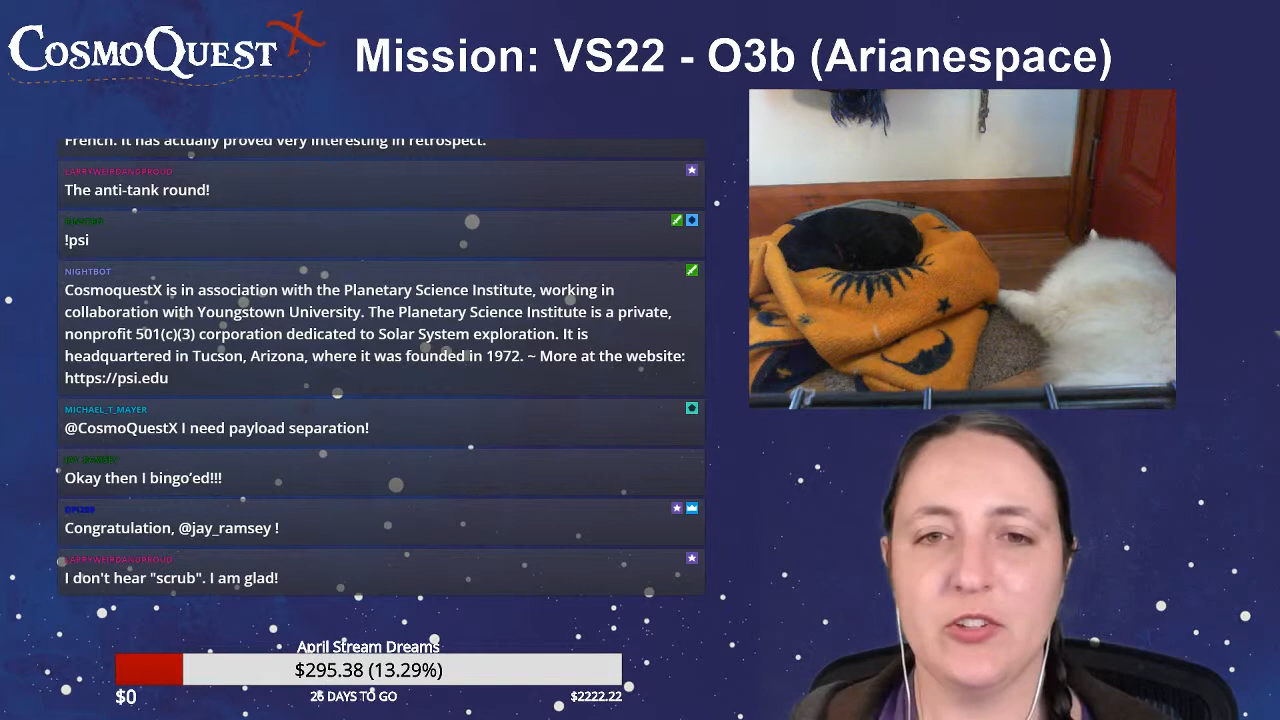 CosmoQuest X
Mission: VS22 - O3b (Arianespace)
French. It has actually proved very interesting in retrospect.
LARRYWEIRDANDPROUD
The anti-tank round!
!psi
NIGHTBOT
CosmoquestX is in association with the Planetary Science Institute, working in
collaboration with Youngstown University. The Planetary Science Institute is a private,
nonprofit 501(c)(3) corporation dedicated to Solar System exploration. It is
headquartered in Tucson, Arizona, where it was founded in 1972. ~ More at the website:
https://psi.edu
MICHAEL_T_MAYER
@CosmoQuestX I need payload separation!
JAY_RAMSEY
Okay then I bingo'ed!!!
Congratulation, @jay_ramsey !
LARRYWEIRDANDPROUD
I don't hear "scrub". I am glad!
April Stream Dreams
$295.38 (13.29%)
$0
26 DAYS TO GO
$2222.22